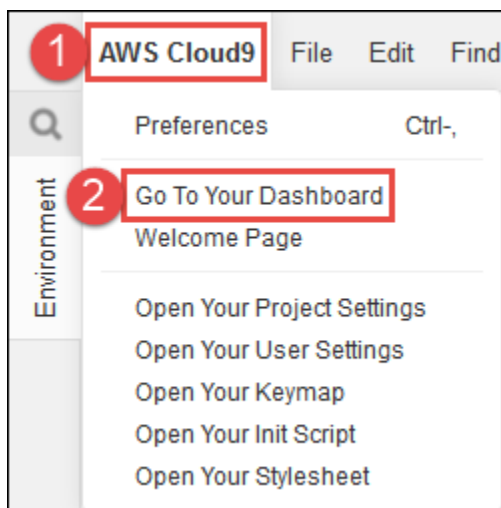 1 AWS Cloud9 File Edit Find
Preferences Ctrl-,
Environment
2 Go To Your Dashboard
Welcome Page
Open Your Project Settings
Open Your User Settings
Open Your Keymap
Open Your Init Script
Open Your Stylesheet